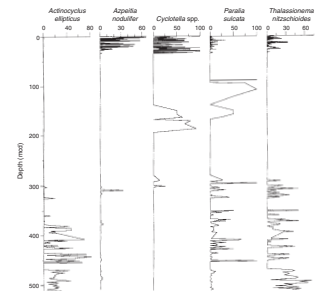 Actinocyclus ellipticus
Azpeitia nodulifer
Cyclotella spp.
Paralia sulcata
Thalassionema nitzschioides
0 40 80
0 30 60
0 50 100
0 50 100
0 30 60
Depth (mcd)
0
100
200
300
400
500